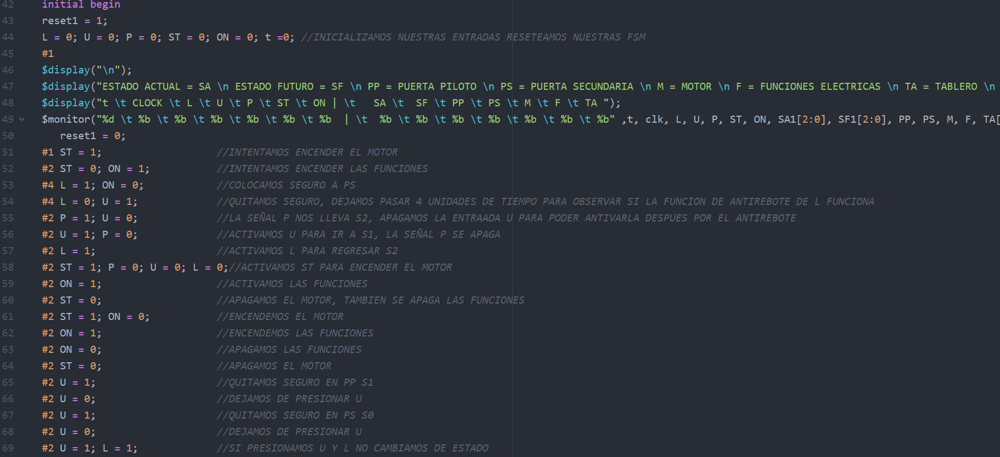 42 initial begin
43 reset1 = 1;
44 L = 0; U = 0; P = 0; ST = 0; ON = 0; t =0; //INICIALIZAMOS NUESTRAS ENTRADAS RESETEAMOS NUESTRAS FSM
45 #1
46 $display("\n");
47 $display("ESTADO ACTUAL = SA \n ESTADO FUTURO = SF \n PP = PUERTA PILOTO \n PS = PUERTA SECUNDARIA \n M = MOTOR \n F = FUNCIONES ELECTRICAS \n TA = TABLERO \n
48 $display("t \t CLOCK \t L \t U \t P \t ST \t ON | \t   SA \t  SF \t PP \t PS \t M \t F \t TA ");
49 $monitor("%d \t %b \t %b \t %b \t %b \t %b \t %b  | \t  %b \t %b \t %b \t %b \t %b \t %b \t %b" ,t, clk, L, U, P, ST, ON, SA1[2:0], SF1[2:0], PP, PS, M, F, TA[
50 reset1 = 0;
51 #1 ST = 1; //INTENTAMOS ENCENDER EL MOTOR
52 #2 ST = 0; ON = 1; //INTENTAMOS ENCENDER LAS FUNCIONES
53 #4 L = 1; ON = 0; //COLOCAMOS SEGURO A PS
54 #4 L = 0; U = 1; //QUITAMOS SEGURO, DEJAMOS PASAR 4 UNIDADES DE TIEMPO PARA OBSERVAR SI LA FUNCION DE ANTIREBOTE DE L FUNCIONA
55 #2 P = 1; U = 0; //LA SEÑAL P NOS LLEVA S2, APAGAMOS LA ENTRAADA U PARA PODER ANTIVARLA DESPUES POR EL ANTIREBOTE
56 #2 U = 1; P = 0; //ACTIVAMOS U PARA IR A S1, LA SEÑAL P SE APAGA
57 #2 L = 1; //ACTIVAMOS L PARA REGRESAR S2
58 #2 ST = 1; P = 0; U = 0; L = 0;//ACTIVAMOS ST PARA ENCENDER EL MOTOR
59 #2 ON = 1; //ACTIVAMOS LAS FUNCIONES
60 #2 ST = 0; //APAGAMOS EL MOTOR, TAMBIEN SE APAGA LAS FUNCIONES
61 #2 ST = 1; ON = 0; //ENCENDEMOS EL MOTOR
62 #2 ON = 1; //ENCENDEMOS LAS FUNCIONES
63 #2 ON = 0; //APAGAMOS LAS FUNCIONES
64 #2 ST = 0; //APAGAMOS EL MOTOR
65 #2 U = 1; //QUITAMOS SEGURO EN PP S1
66 #2 U = 0; //DEJAMOS DE PRESIONAR U
67 #2 U = 1; //QUITAMOS SEGURO EN PS S0
68 #2 U = 0; //DEJAMOS DE PRESIONAR U
69 #2 U = 1; L = 1; //SI PRESIONAMOS U Y L NO CAMBIAMOS DE ESTADO